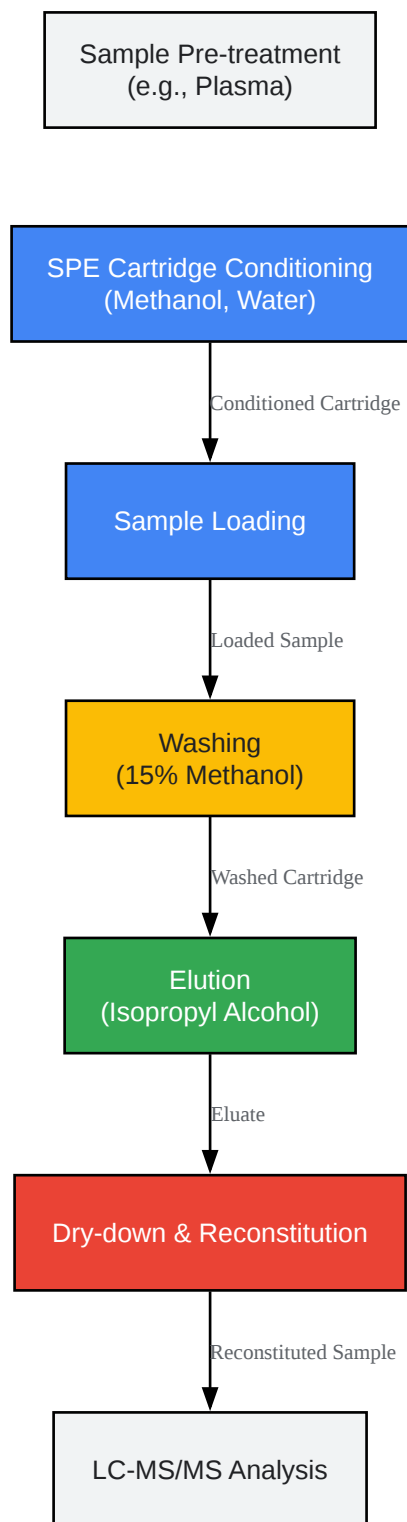 Sample Pre-treatment
(e.g., Plasma)
SPE Cartridge Conditioning
(Methanol, Water)
Conditioned Cartridge
Sample Loading
Loaded Sample
Washing
(15% Methanol)
Washed Cartridge
Elution
(Isopropyl Alcohol)
Eluate
Dry-down & Reconstitution
Reconstituted Sample
LC-MS/MS Analysis